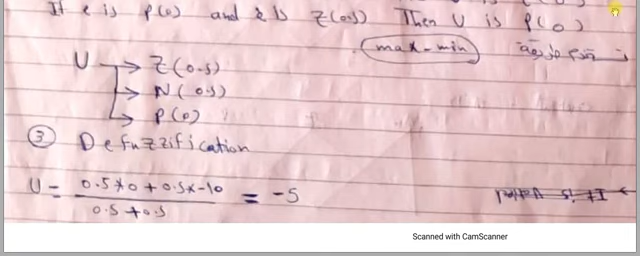 If e is P(0) and ė is Z(0.5) Then U is P(0)
(max-min)
U → Z(0.5)
→ N(0.5)
→ P(0)
③ Defuzzification
U = 0.5*0 + 0.5*-10 / 0.5+0.5 = -5
Scanned with CamScanner